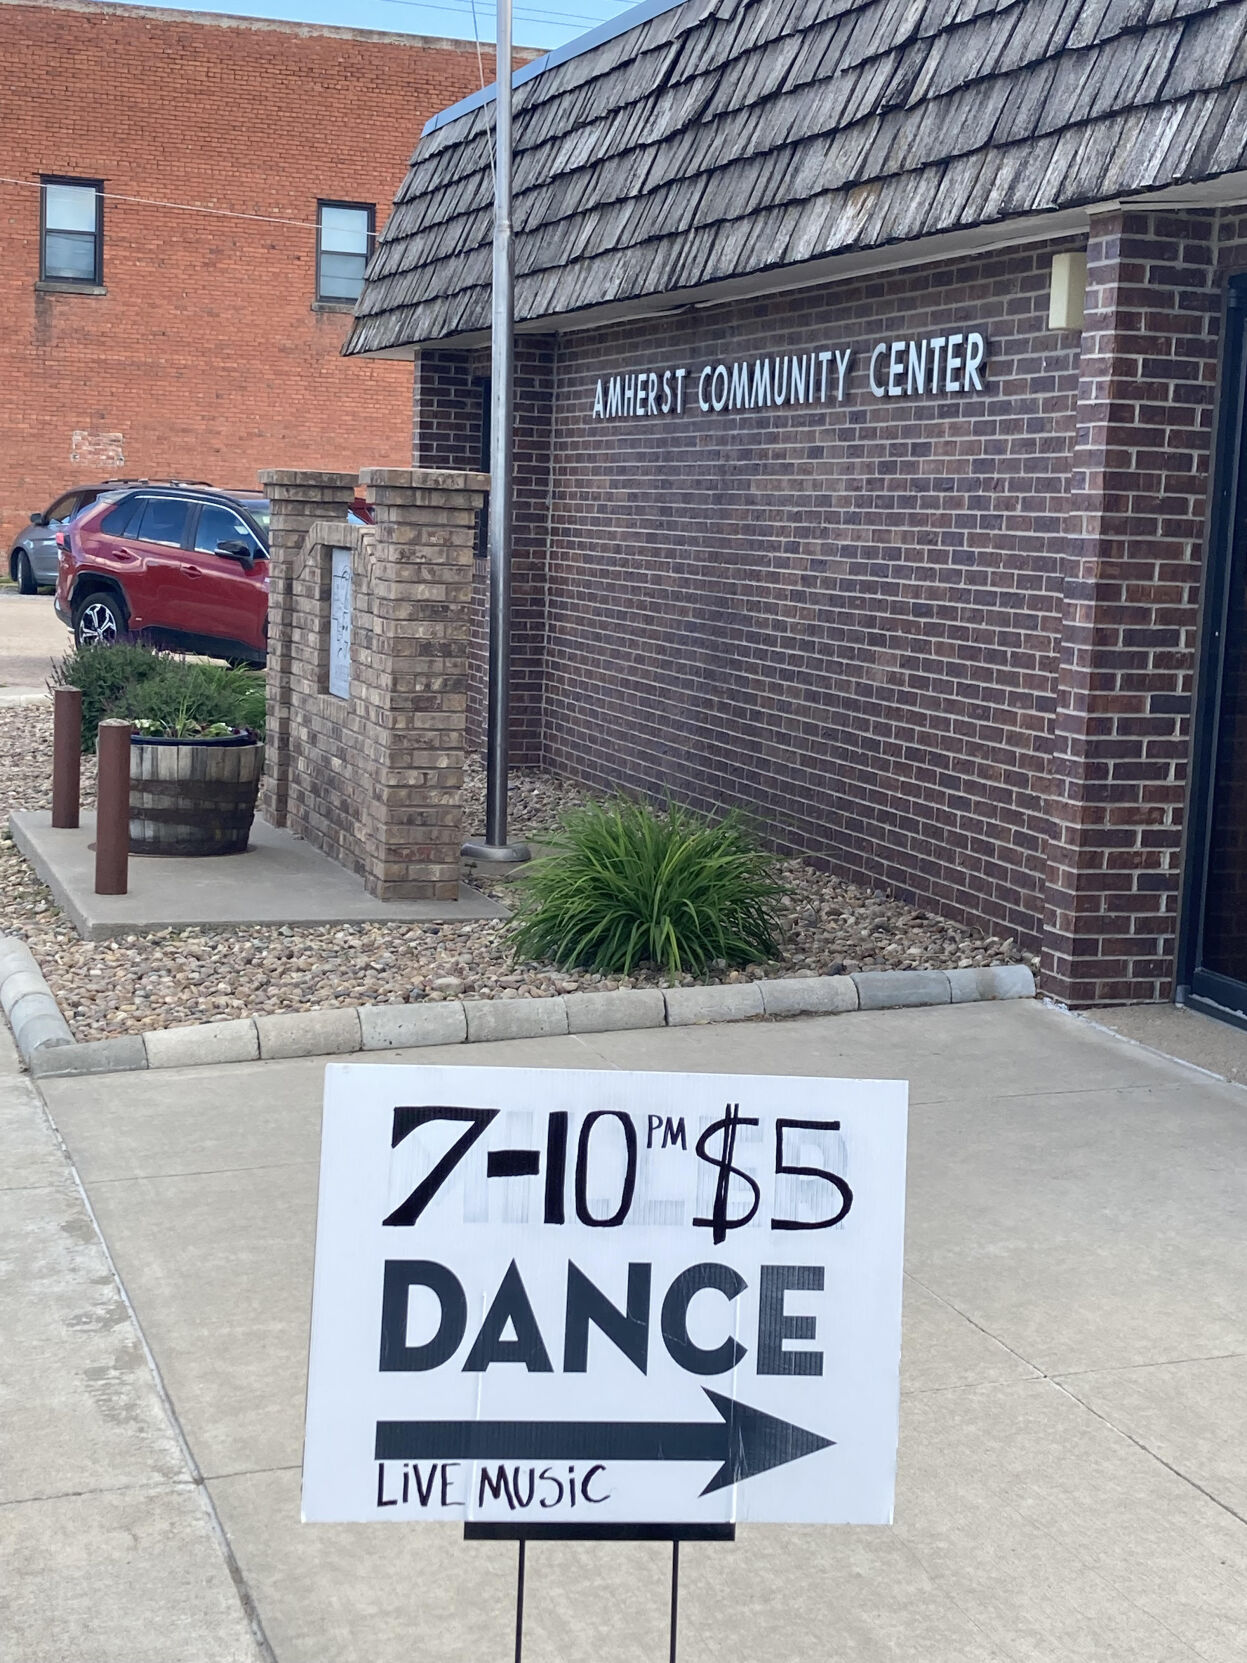 AMHERST COMMUNITY CENTER
7-10 PM $5
DANCE
LiVE MUSiC